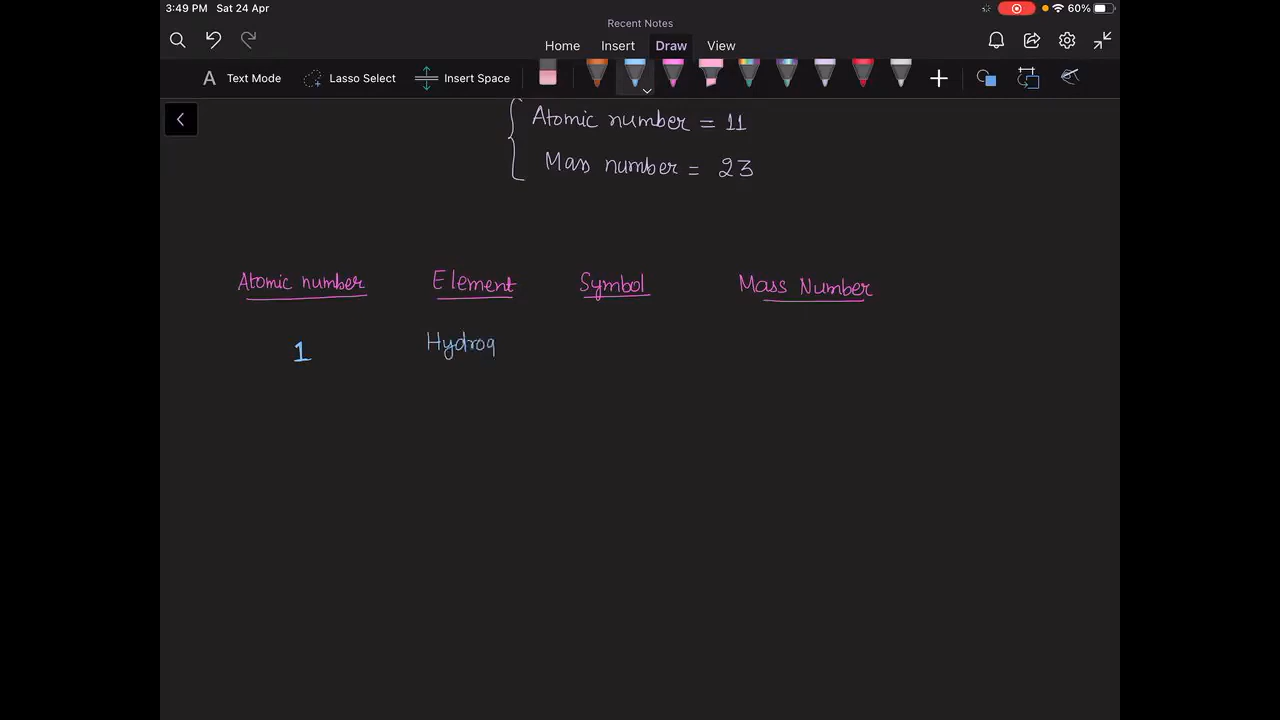 3:49 PM Sat 24 Apr
60%
Recent Notes
Home Insert Draw View
A Text Mode Lasso Select Insert Space
Atomic number = 11
Mass number = 23
Atomic number Element Symbol Mass Number
1 Hydrog